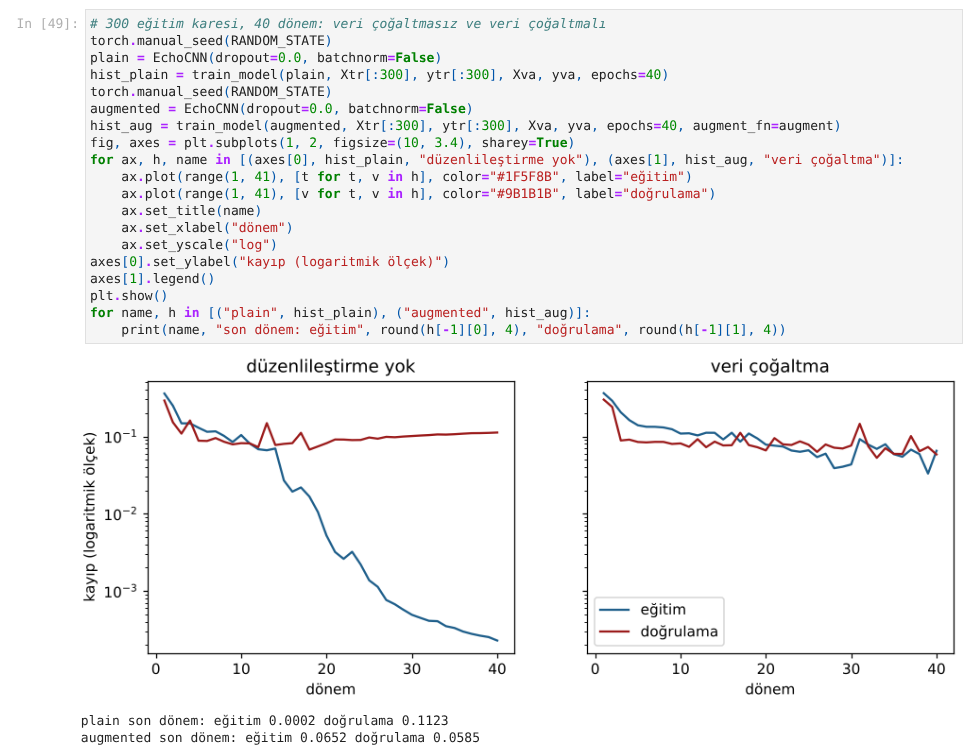 In [49]: # 300 eğitim karesi, 40 dönem: veri çoğaltmasız ve veri çoğaltmalı
torch.manual_seed(RANDOM_STATE)
plain = EchoCNN(dropout=0.0, batchnorm=False)
hist_plain = train_model(plain, Xtr[:300], ytr[:300], Xva, yva, epochs=40)
torch.manual_seed(RANDOM_STATE)
augmented = EchoCNN(dropout=0.0, batchnorm=False)
hist_aug = train_model(augmented, Xtr[:300], ytr[:300], Xva, yva, epochs=40, augment_fn=augment)
fig, axes = plt.subplots(1, 2, figsize=(10, 3.4), sharey=True)
for ax, h, name in [(axes[0], hist_plain, "düzenlileştirme yok"), (axes[1], hist_aug, "veri çoğaltma")]:
    ax.plot(range(1, 41), [t for t, v in h], color="#1F5F8B", label="eğitim")
    ax.plot(range(1, 41), [v for t, v in h], color="#9B1B1B", label="doğrulama")
    ax.set_title(name)
    ax.set_xlabel("dönem")
    ax.set_yscale("log")
axes[0].set_ylabel("kayıp (logaritmik ölçek)")
axes[1].legend()
plt.show()
for name, h in [("plain", hist_plain), ("augmented", hist_aug)]:
    print(name, "son dönem: eğitim", round(h[-1][0], 4), "doğrulama", round(h[-1][1], 4))
düzenlileştirme yok
kayıp (logaritmik ölçek)
10⁻¹
10⁻²
10⁻³
0 10 20 30 40
dönem
veri çoğaltma
eğitim
doğrulama
0 10 20 30 40
dönem
plain son dönem: eğitim 0.0002 doğrulama 0.1123
augmented son dönem: eğitim 0.0652 doğrulama 0.0585